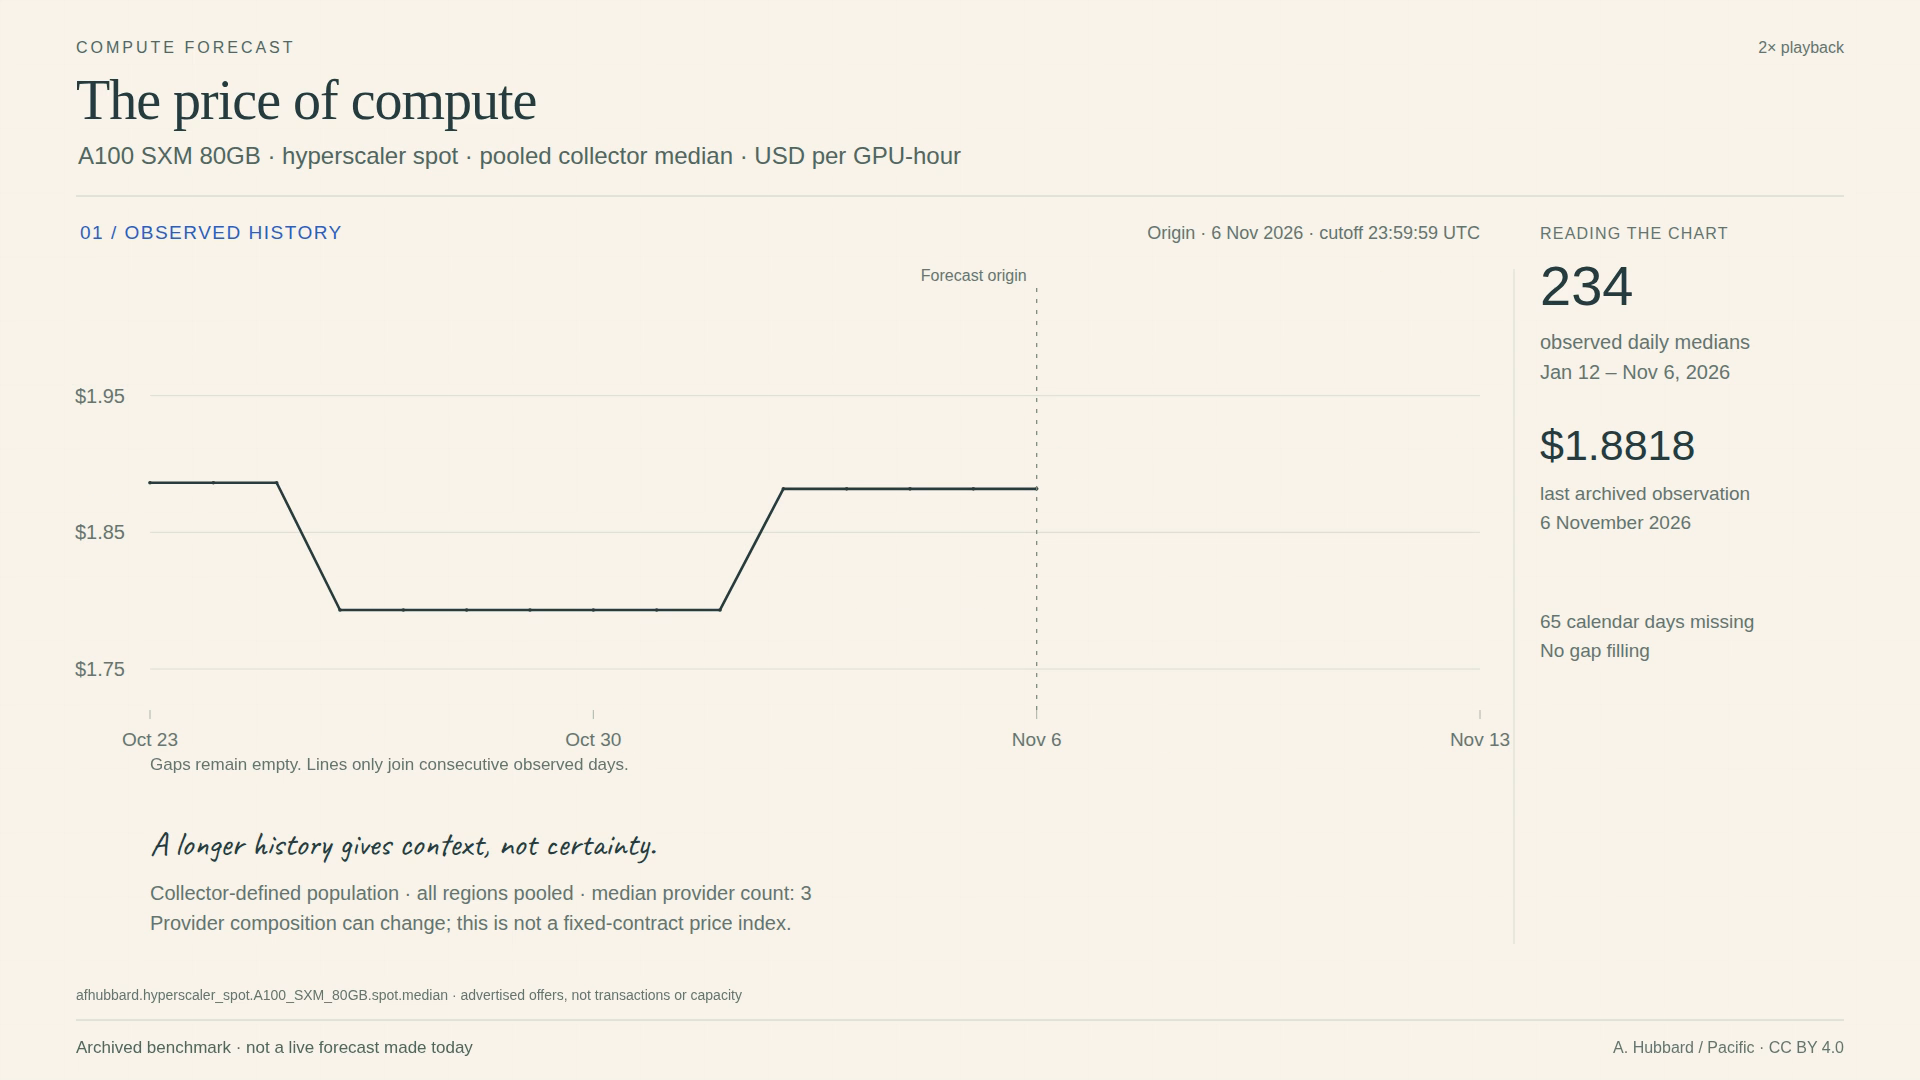 COMPUTE FORECAST
2× playback
The price of compute
A100 SXM 80GB · hyperscaler spot · pooled collector median · USD per GPU-hour
01 / OBSERVED HISTORY
Origin · 6 Nov 2026 · cutoff 23:59:59 UTC
READING THE CHART
Forecast origin
234
observed daily medians
Jan 12 – Nov 6, 2026
$1.95
$1.8818
last archived observation
6 November 2026
$1.85
65 calendar days missing
No gap filling
$1.75
Oct 23
Oct 30
Nov 6
Nov 13
Gaps remain empty. Lines only join consecutive observed days.
A longer history gives context, not certainty.
Collector-defined population · all regions pooled · median provider count: 3
Provider composition can change; this is not a fixed-contract price index.
afhubbard.hyperscaler_spot.A100_SXM_80GB.spot.median · advertised offers, not transactions or capacity
Archived benchmark · not a live forecast made today
A. Hubbard / Pacific · CC BY 4.0